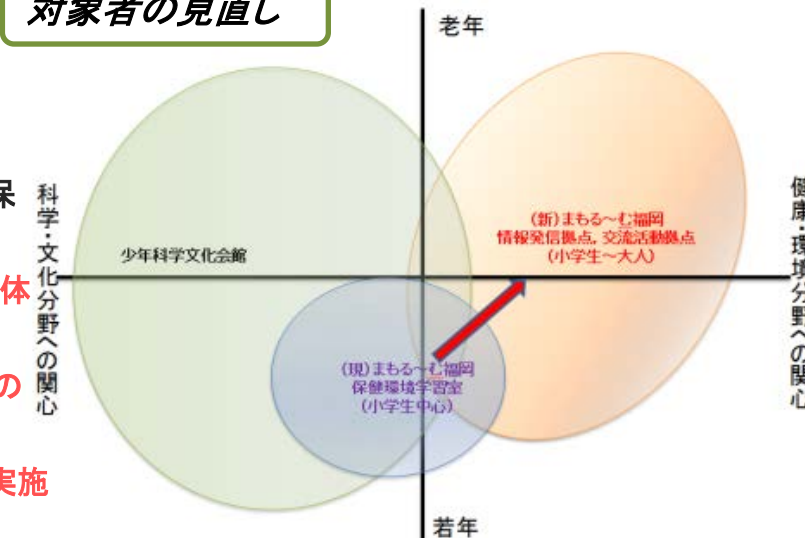 対象者の見直し
老年
保
科学・文化分野への関心
健康・環境分野への関心
(新)まもる～む福岡
情報発信拠点、交流活動拠点
(小学生～大人)
少年科学文化会館
体
(現)まもる～む福岡
保健環境学習室
(小学生中心)
の
実施
若年